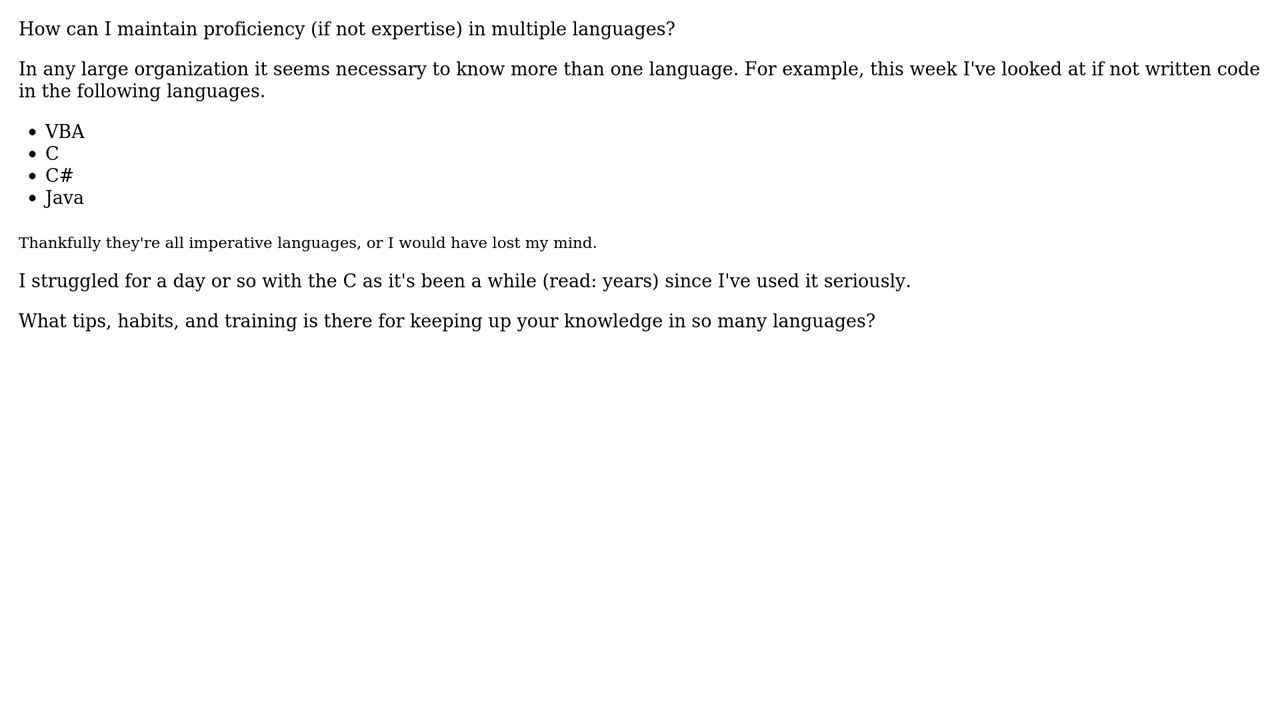 How can I maintain proficiency (if not expertise) in multiple languages?
In any large organization it seems necessary to know more than one language. For example, this week I've looked at if not written code
in the following languages.
• VBA
• C
• C#
• Java
Thankfully they're all imperative languages, or I would have lost my mind.
I struggled for a day or so with the C as it's been a while (read: years) since I've used it seriously.
What tips, habits, and training is there for keeping up your knowledge in so many languages?